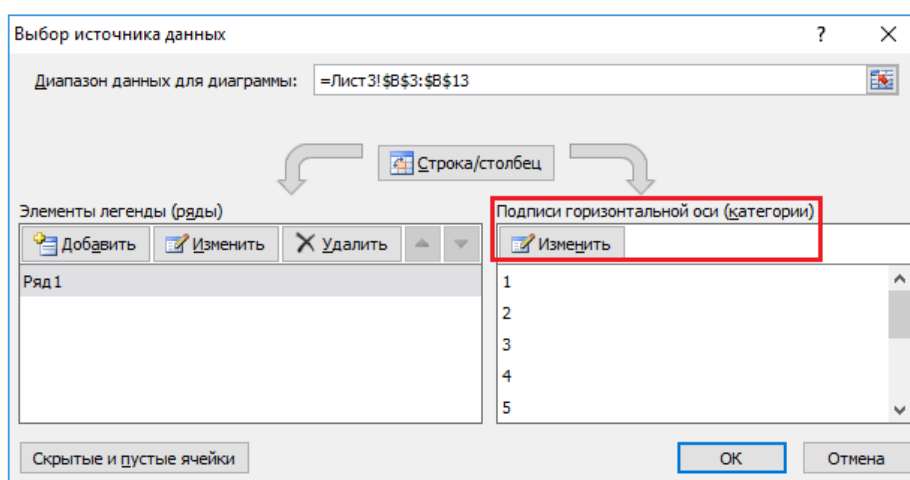 Выбор источника данных ?
Диапазон данных для диаграммы: =Лист3!$B$3:$B$13
Строка/столбец
Элементы легенды (ряды)
Добавить Изменить Удалить
Ряд1
Подписи горизонтальной оси (категории)
Изменить
1
2
3
4
5
Скрытые и пустые ячейки
ОК Отмена